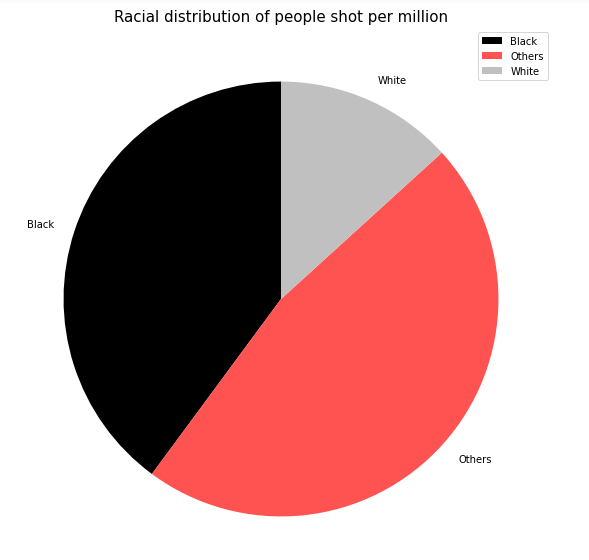 Racial distribution of people shot per million
Black
Others
White
White
Black
Others